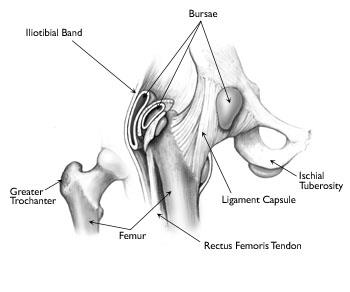 Bursae
Iliotibial Band
Greater
Trochanter
Femur
Ligament Capsule
Ischial
Tuberosity
Rectus Femoris Tendon